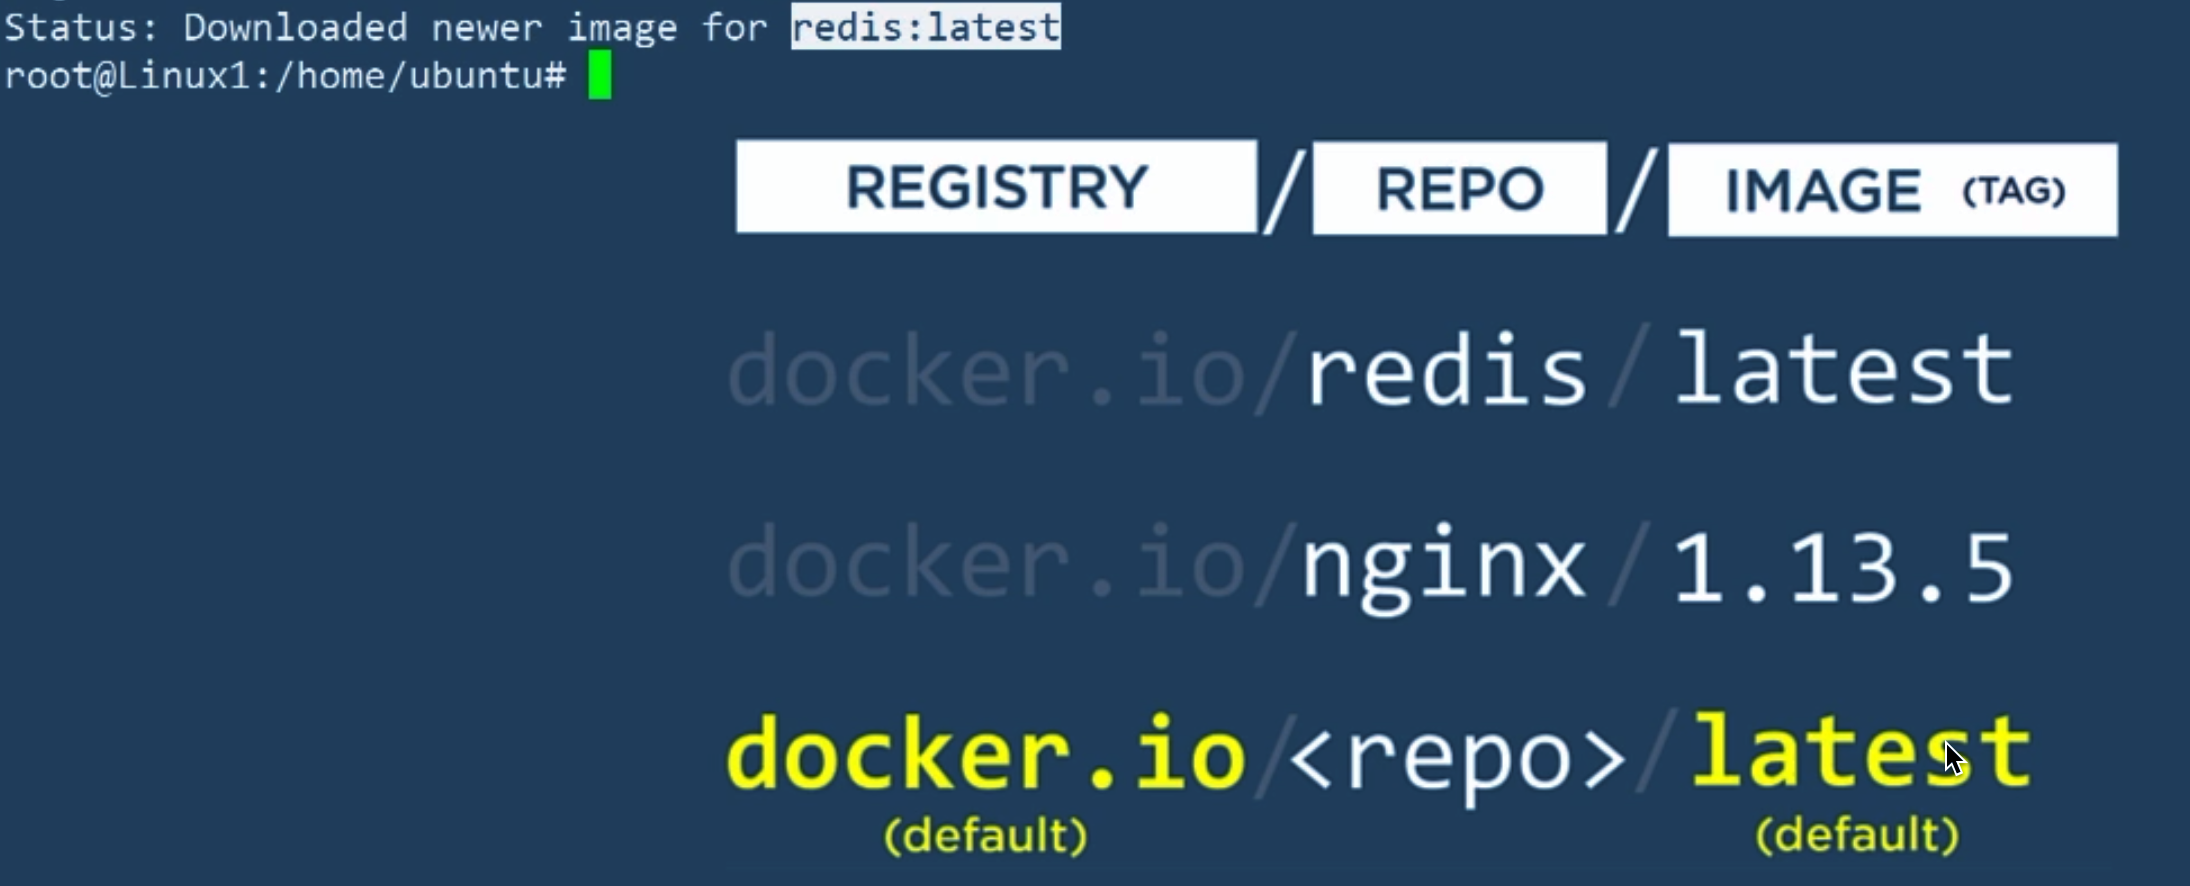 Status: Downloaded newer image for redis:latest
root@Linux1:/home/ubuntu#
REGISTRY / REPO / IMAGE (TAG)
docker.io/redis/latest
docker.io/nginx/1.13.5
docker.io/<repo>/latest
(default) (default)